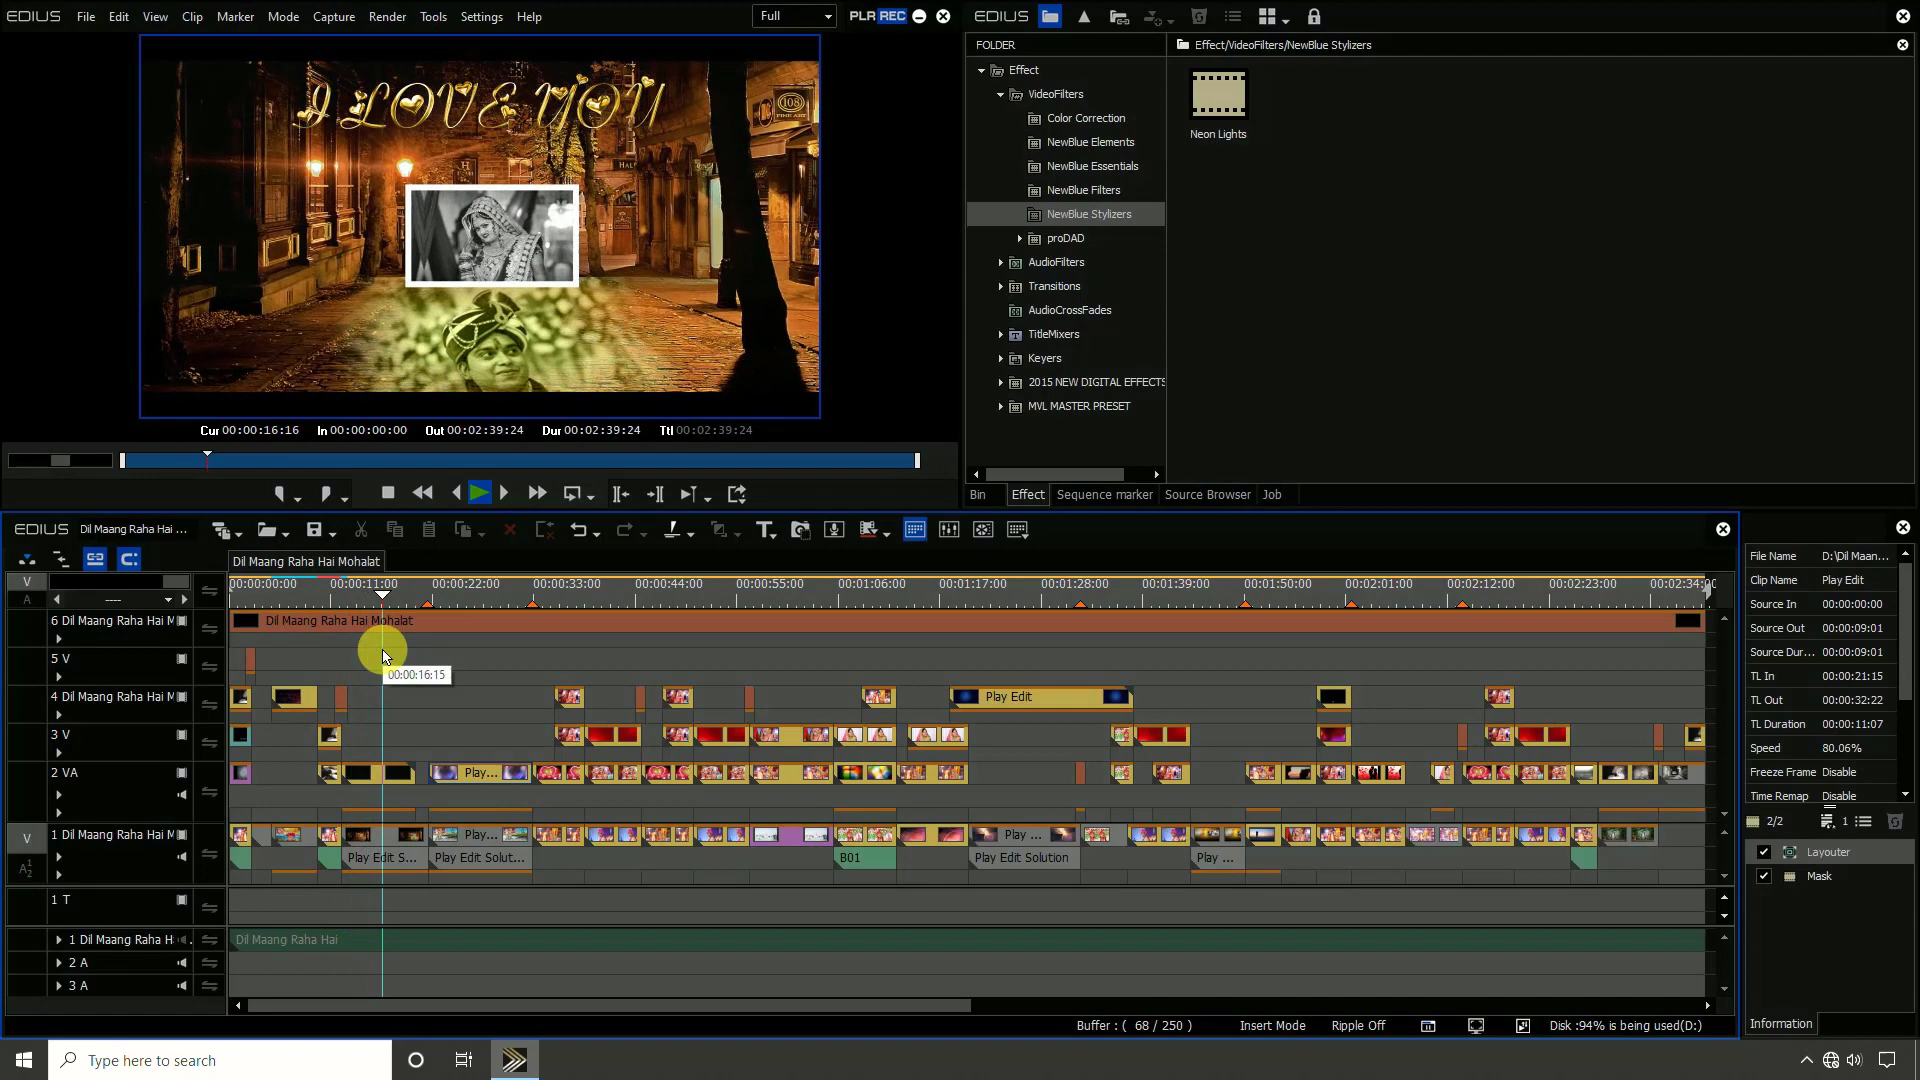 EDIUS File Edit View Clip Marker Mode Capture Render Tools Settings Help Full PLR REC
I LOVE YOU
108
FINE ART
Cur 00:00:16:16 In 00:00:00:00 Out 00:02:39:24 Dur 00:02:39:24 Ttl 00:02:39:24
EDIUS
FOLDER
Effect
VideoFilters
Color Correction
NewBlue Elements
NewBlue Essentials
NewBlue Filters
NewBlue Stylizers
proDAD
AudioFilters
Transitions
AudioCrossFades
TitleMixers
Keyers
2015 NEW DIGITAL EFFECTS
MVL MASTER PRESET
Effect/VideoFilters/NewBlue Stylizers
Neon Lights
Bin Effect Sequence marker Source Browser Job
EDIUS Dil Maang Raha Hai ...
Dil Maang Raha Hai Mohalat
V
A ----
00:00:00:00 00:00:11:00 00:00:22:00 00:00:33:00 00:00:44:00 00:00:55:00 00:01:06:00 00:01:17:00 00:01:28:00 00:01:39:00 00:01:50:00 00:02:01:00 00:02:12:00 00:02:23:00 00:02:34:00
6 Dil Maang Raha Hai M Dil Maang Raha Hai Mohalat
5 V
00:00:16:15
4 Dil Maang Raha Hai M Play Edit
3 V
2 VA Play...
V 1 Dil Maang Raha Hai M Play... Play ...
A12 Play Edit S... Play Edit Solut... B01 Play Edit Solution Play ...
1 T
1 Dil Maang Raha H ... Dil Maang Raha Hai
2 A
3 A
Buffer : ( 68 / 250 ) Insert Mode Ripple Off Disk :94% is being used(D:)
File Name D:\Dil Maan...
Clip Name Play Edit
Source In 00:00:00:00
Source Out 00:00:09:01
Source Dur... 00:00:09:01
TL In 00:00:21:15
TL Out 00:00:32:22
TL Duration 00:00:11:07
Speed 80.06%
Freeze Frame Disable
Time Remap Disable
2/2 1
Layouter
Mask
Information
Type here to search